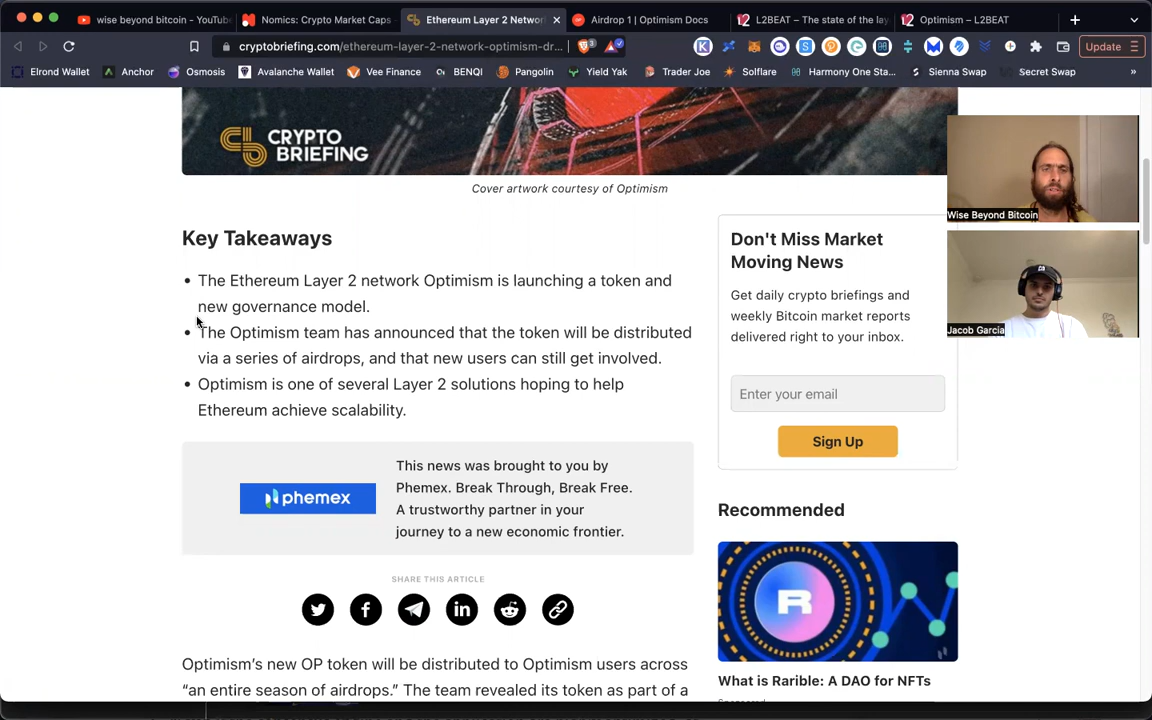 wise beyond bitcoin - YouTub
Nomics: Crypto Market Caps
Ethereum Layer 2 Networ
Airdrop 1 | Optimism Docs
L2BEAT – The state of the lay
Optimism – L2BEAT
cryptobriefing.com/ethereum-layer-2-network-optimism-dr...
Update
Elrond Wallet
Anchor
Osmosis
Avalanche Wallet
Vee Finance
BENQI
Pangolin
Yield Yak
Trader Joe
Solflare
Harmony One Sta...
Sienna Swap
Secret Swap
CRYPTO
BRIEFING
Cover artwork courtesy of Optimism
Wise Beyond Bitcoin
Jacob Garcia
Key Takeaways
• The Ethereum Layer 2 network Optimism is launching a token and
new governance model.
• The Optimism team has announced that the token will be distributed
via a series of airdrops, and that new users can still get involved.
• Optimism is one of several Layer 2 solutions hoping to help
Ethereum achieve scalability.
Don't Miss Market
Moving News
Get daily crypto briefings and
weekly Bitcoin market reports
delivered right to your inbox.
Enter your email
Sign Up
phemex
This news was brought to you by
Phemex. Break Through, Break Free.
A trustworthy partner in your
journey to a new economic frontier.
SHARE THIS ARTICLE
Recommended
R
What is Rarible: A DAO for NFTs
Optimism's new OP token will be distributed to Optimism users across
"an entire season of airdrops." The team revealed its token as part of a